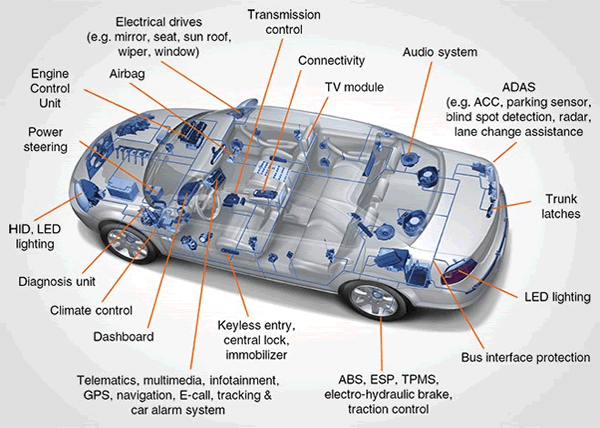 Transmission
control
Electrical drives
(e.g. mirror, seat, sun roof,
wiper, window)
Audio system
Connectivity
Airbag
Engine
Control
Unit
TV module
ADAS
(e.g. ACC, parking sensor,
blind spot detection, radar,
lane change assistance
Power
steering
Trunk
latches
HID, LED
lighting
Diagnosis unit
LED lighting
Climate control
Dashboard
Keyless entry,
central lock,
immobilizer
Bus interface protection
Telematics, multimedia, infotainment,
GPS, navigation, E-call, tracking &
car alarm system
ABS, ESP, TPMS,
electro-hydraulic brake,
traction control